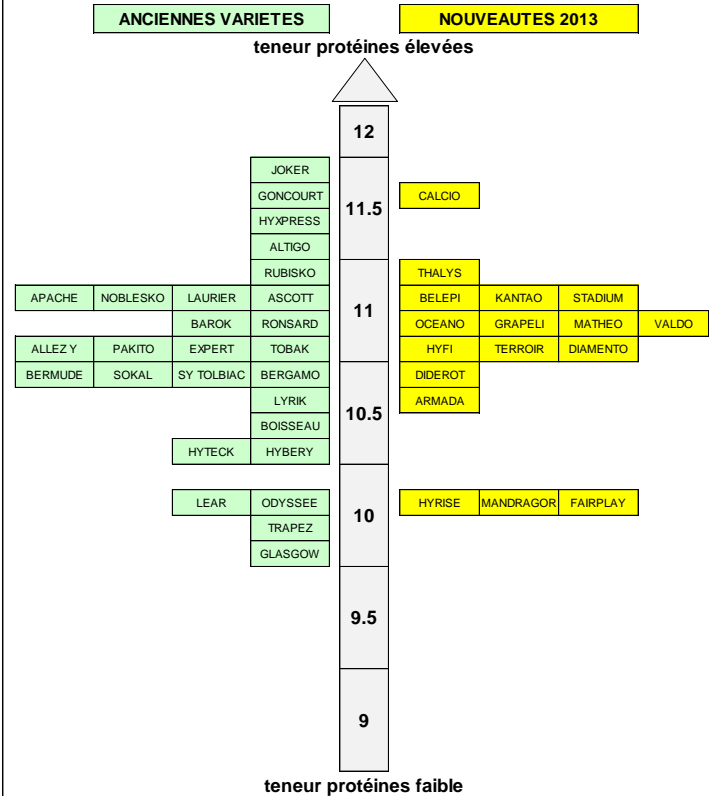 ANCIENNES VARIETES NOUVEAUTES 2013
teneur protéines élevées
12
JOKER
GONCOURT 11.5 CALCIO
HYXPRESS
ALTIGO
RUBISKO THALYS
APACHE NOBLESKO LAURIER ASCOTT BELEPI KANTAO STADIUM
BAROK RONSARD 11 OCEANO GRAPELI MATHEO VALDO
ALLEZ Y PAKITO EXPERT TOBAK HYFI TERROIR DIAMENTO
BERMUDE SOKAL SY TOLBIAC BERGAMO DIDEROT
LYRIK 10.5 ARMADA
BOISSEAU
HYTECK HYBERY
LEAR ODYSSEE 10 HYRISE MANDRAGOR FAIRPLAY
TRAPEZ
GLASGOW
9.5
9
teneur protéines faible